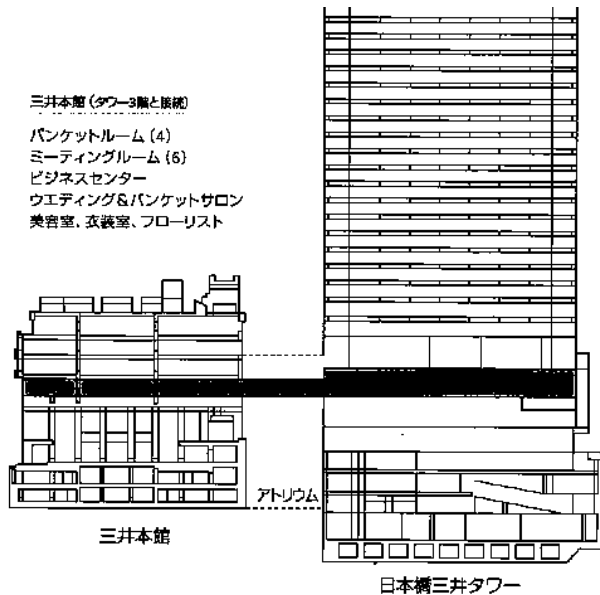 三井本館(タワー3階と接続)
バンケットルーム(4)
ミーティングルーム(6)
ビジネスセンター
ウエディング&バンケットサロン
美容室、衣装室、フローリスト
アトリウム
三井本館
日本橋三井タワー